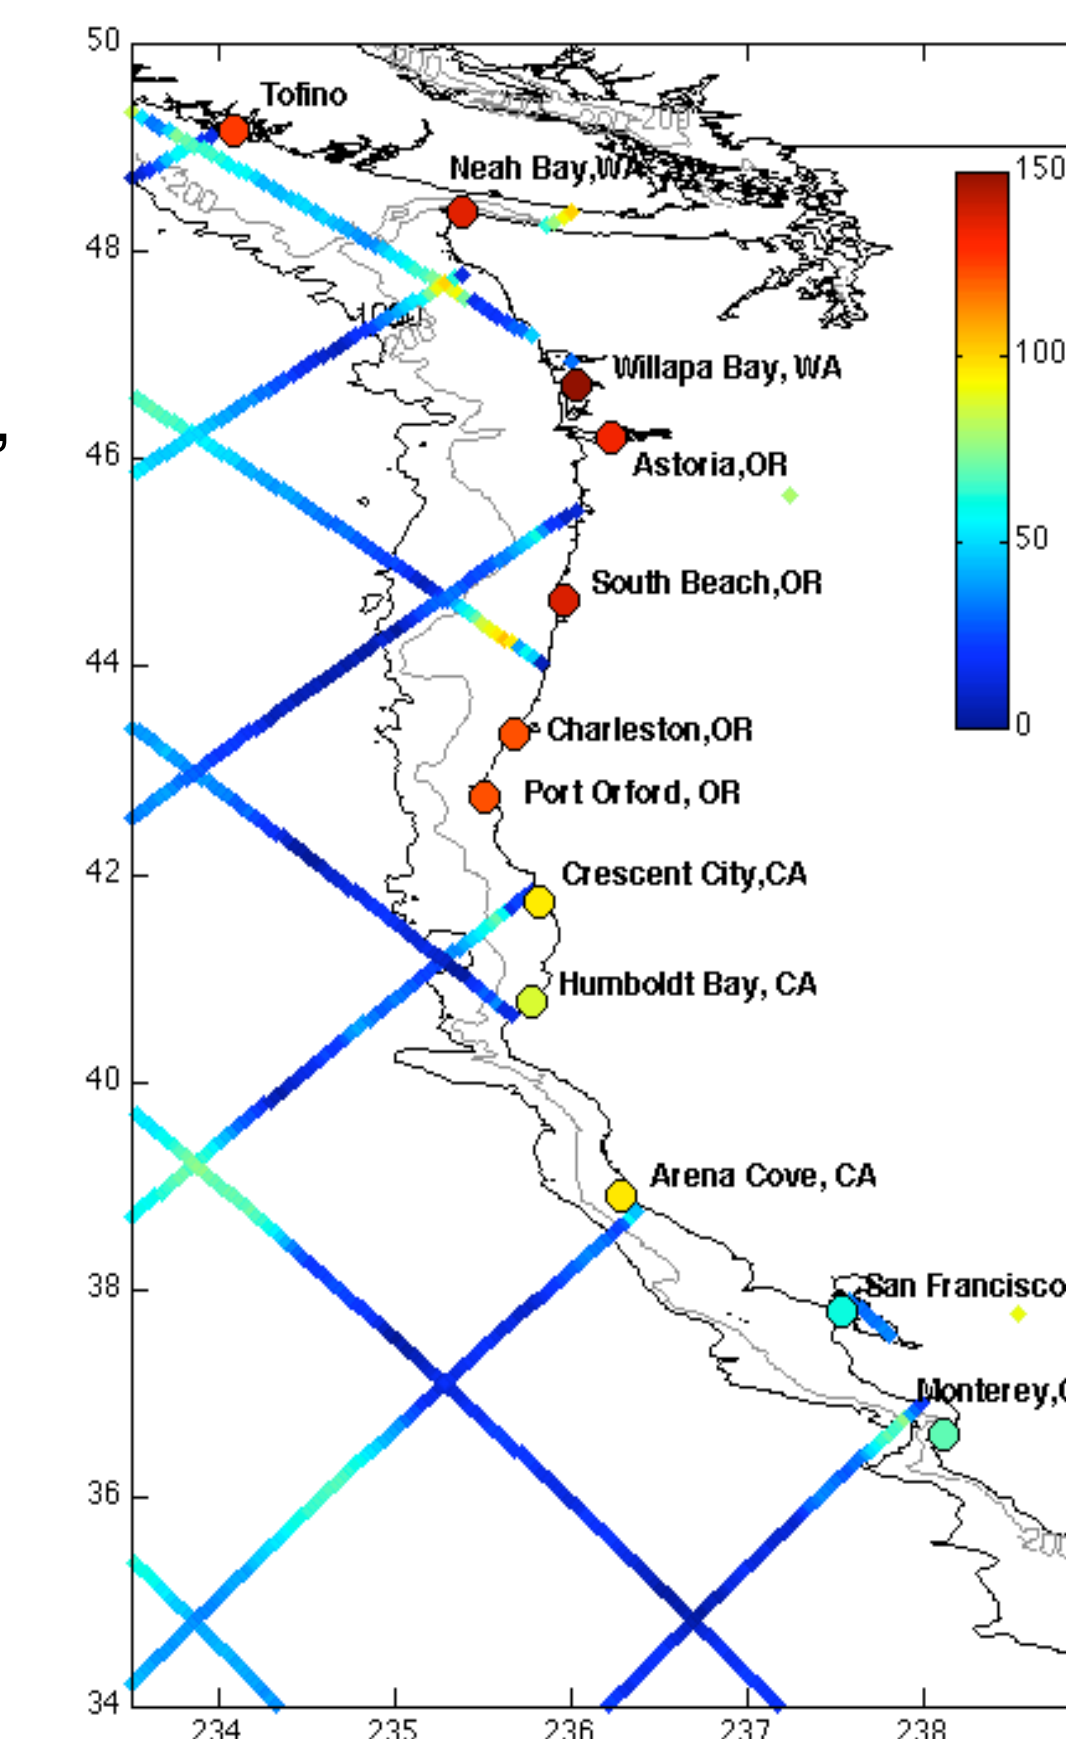 50
Tofino
200
200
Neah Bay,WA
150
200
48
200
Willapa Bay, WA
100
,
46
Astoria,OR
50
South Beach,OR
44
0
Charleston,OR
Port Orford, OR
42
Crescent City,CA
Humboldt Bay, CA
40
Arena Cove, CA
38
San Francisco
Monterey,C
36
200
34
234
235
236
237
238